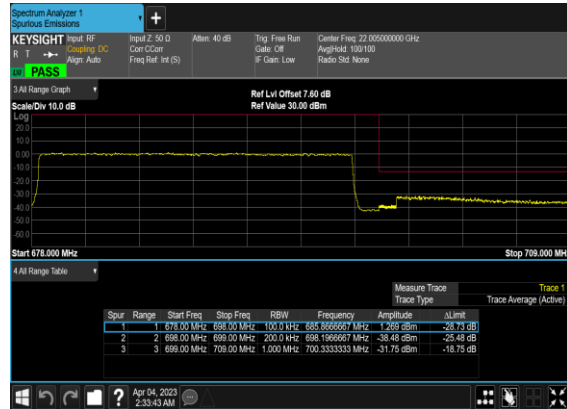 Spectrum Analyzer 1
Spurious Emissions
KEYSIGHT Input: RF Input Z: 50 Ω Atten: 40 dB Trig: Free Run Center Freq: 22.005000000 GHz
R T Coupling: DC Corr CCorr Gate: Off Avg|Hold: 100/100
Align: Auto Freq Ref: Int (S) IF Gain: Low Radio Std: None
LXI PASS
3 All Range Graph
Ref Lvl Offset 7.60 dB
Scale/Div 10.0 dB Ref Value 30.00 dBm
Log
20.0
10.0
0.00
-10.0
-20.0
-30.0
-40.0
-50.0
-60.0
Start 678.000 MHz Stop 709.000 MH
4 All Range Table
Measure Trace Trace 1
Trace Type Trace Average (Active)
Spur Range Start Freq Stop Freq RBW Frequency Amplitude ΔLimit
1 1 678.00 MHz 698.00 MHz 100.0 kHz 685.8666667 MHz 1.269 dBm -28.73 dB
2 2 698.00 MHz 699.00 MHz 200.0 kHz 698.1966667 MHz -38.48 dBm -25.48 dB
3 3 699.00 MHz 709.00 MHz 1.000 MHz 700.3333333 MHz -31.75 dBm -18.75 dB
? Apr 04, 2023
2:33:43 AM